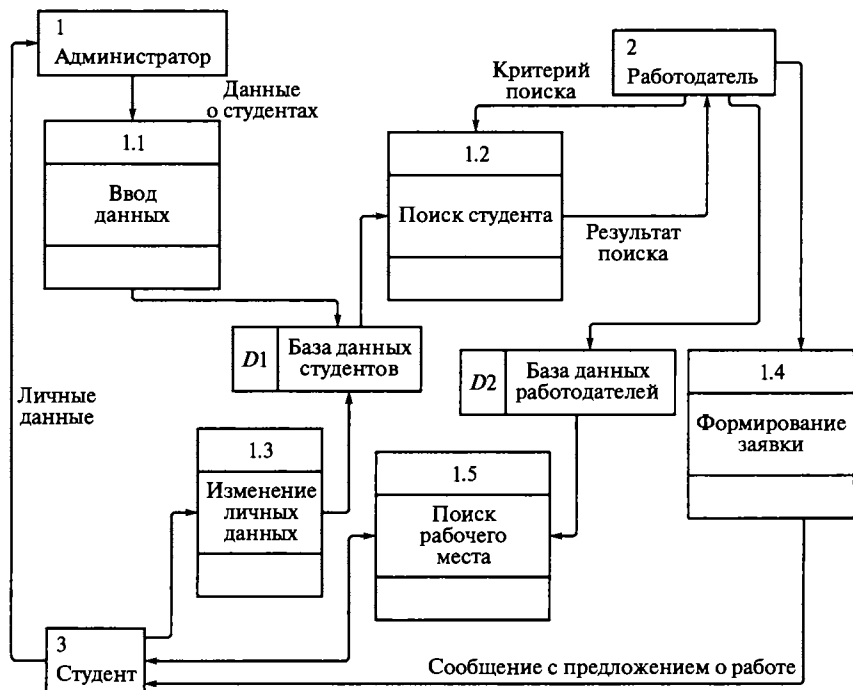 1
Администратор
2
Работодатель
Данные
о студентах
Критерий
поиска
1.1
Ввод
данных
1.2
Поиск студента
Результат
поиска
D1
База данных
студентов
D2
База данных
работодателей
1.4
Формирование
заявки
Личные
данные
1.3
Изменение
личных
данных
1.5
Поиск
рабочего
места
3
Студент
Сообщение с предложением о работе